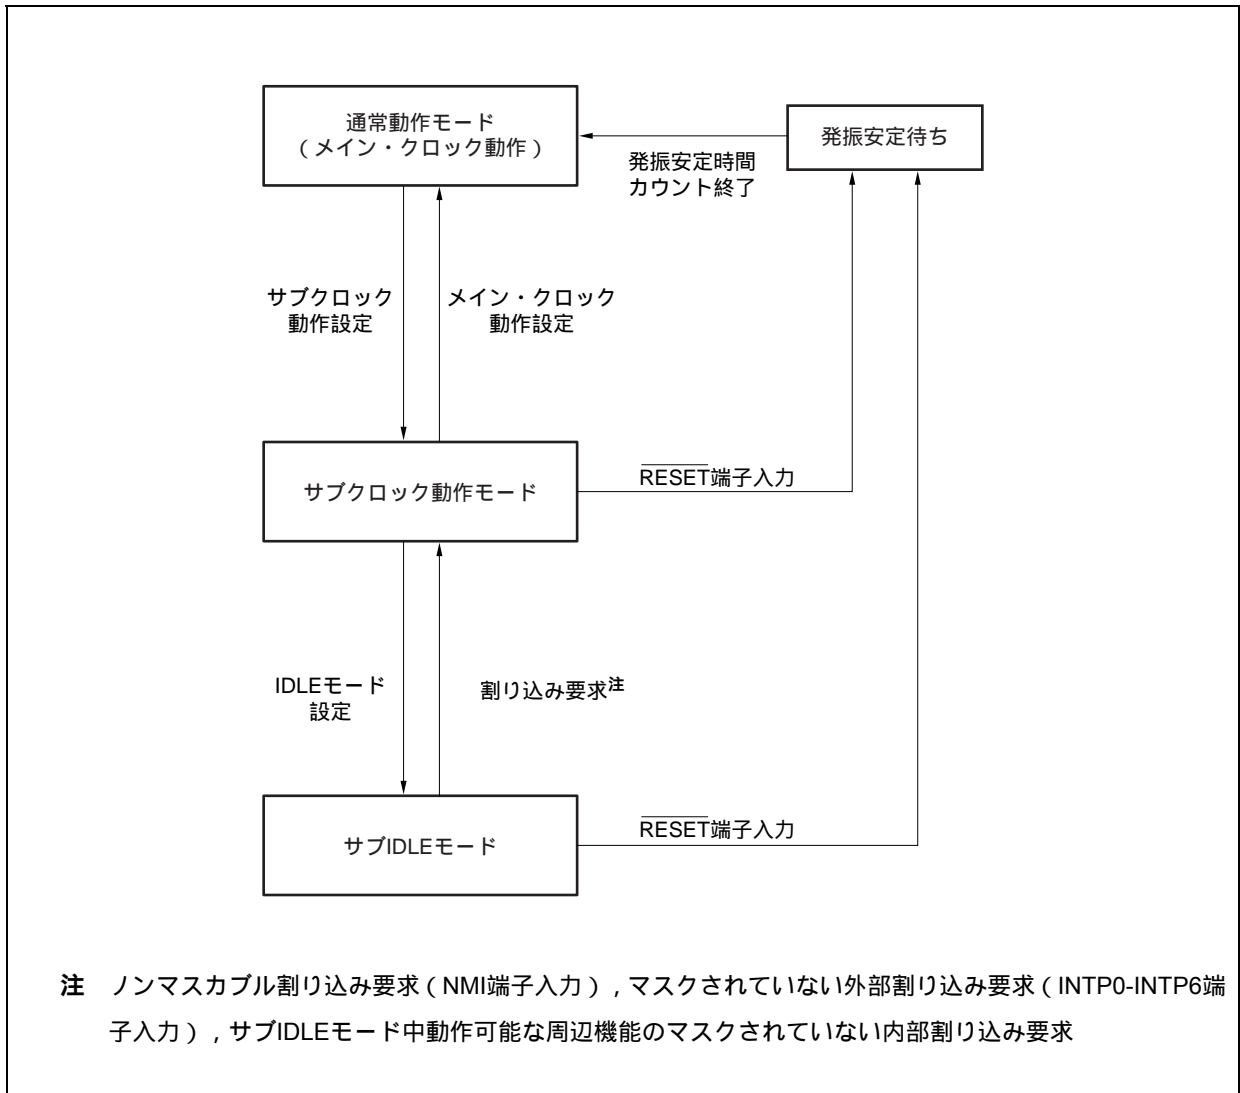 通常動作モード
（メイン・クロック動作）
発振安定待ち
発振安定時間
カウント終了
サブクロック
動作設定
メイン・クロック
動作設定
サブクロック動作モード
RESET端子入力
IDLEモード
設定
割り込み要求注
サブIDLEモード
RESET端子入力
注　ノンマスカブル割り込み要求（NMI端子入力），マスクされていない外部割り込み要求（INTP0-INTP6端
子入力），サブIDLEモード中動作可能な周辺機能のマスクされていない内部割り込み要求